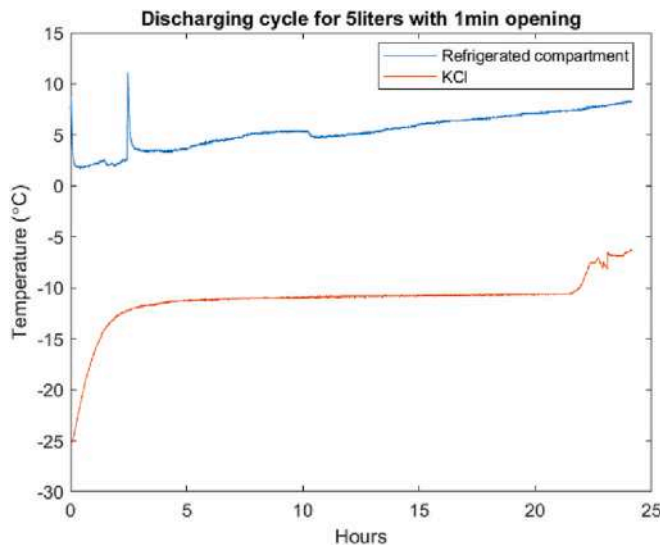 Discharging cycle for 5liters with 1min opening
Refrigerated compartment
KCl
Temperature (°C)
15
10
5
0
-5
-10
-15
-20
-25
-30
0 5 10 15 20 25
Hours